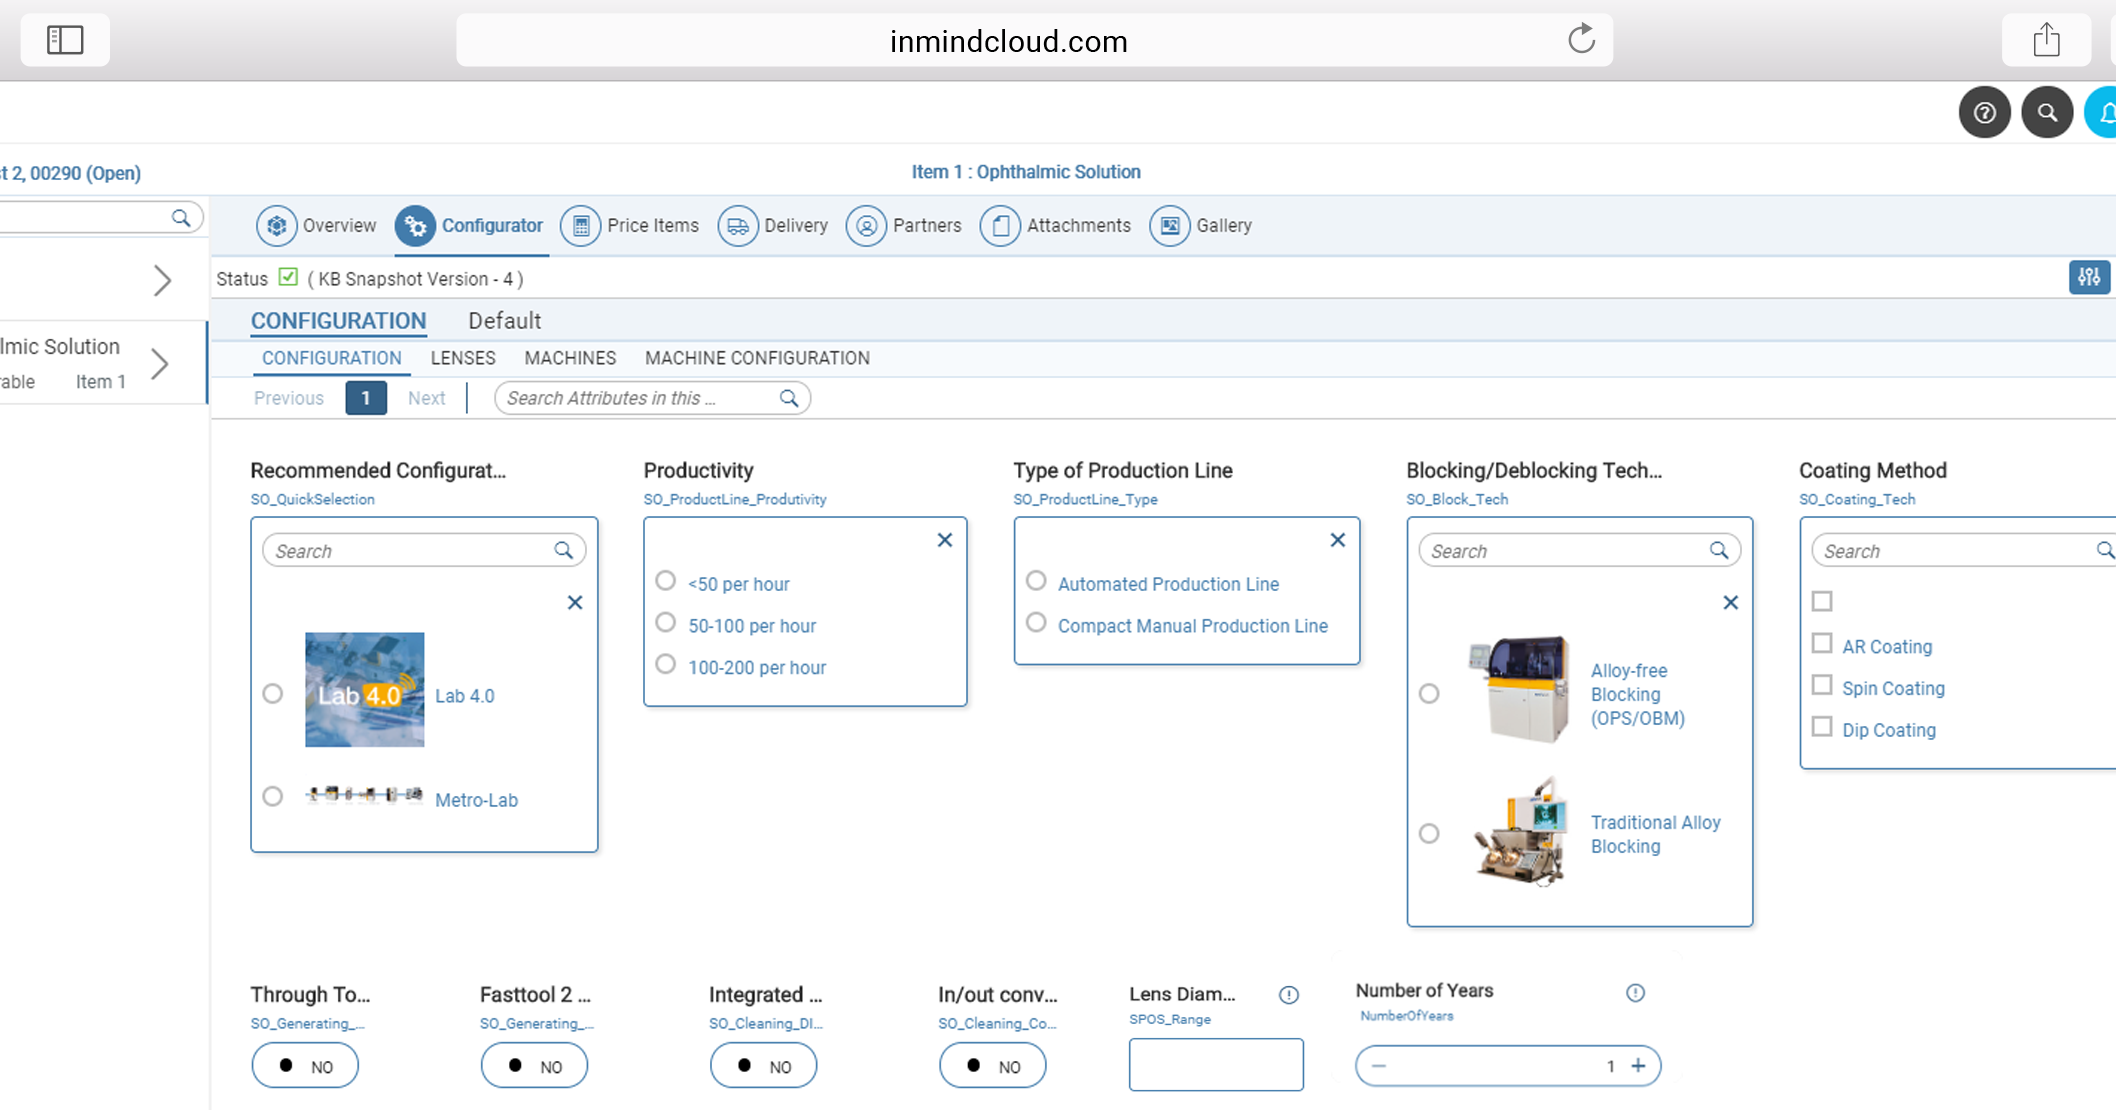 inmindcloud.com
st 2, 00290 (Open)
Item 1 : Ophthalmic Solution
Overview
Configurator
Price Items
Delivery
Partners
Attachments
Gallery
Status ( KB Snapshot Version - 4 )
CONFIGURATION Default
lmic Solution
rable Item 1
CONFIGURATION LENSES MACHINES MACHINE CONFIGURATION
Previous 1 Next Search Attributes in this ...
Recommended Configurat...
SO_QuickSelection
Search
Lab 4.0 Lab 4.0
Metro-Lab
Productivity
SO_ProductLine_Produtivity
<50 per hour
50-100 per hour
100-200 per hour
Type of Production Line
SO_ProductLine_Type
Automated Production Line
Compact Manual Production Line
Blocking/Deblocking Tech...
SO_Block_Tech
Search
Alloy-free
Blocking
(OPS/OBM)
Traditional Alloy
Blocking
Coating Method
SO_Coating_Tech
Search
AR Coating
Spin Coating
Dip Coating
Through To...
SO_Generating_...
NO
Fasttool 2 ...
SO_Generating_...
NO
Integrated ...
SO_Cleaning_DI...
NO
In/out conv...
SO_Cleaning_Co...
NO
Lens Diam...
SPOS_Range
Number of Years
NumberOfYears
− 1 +